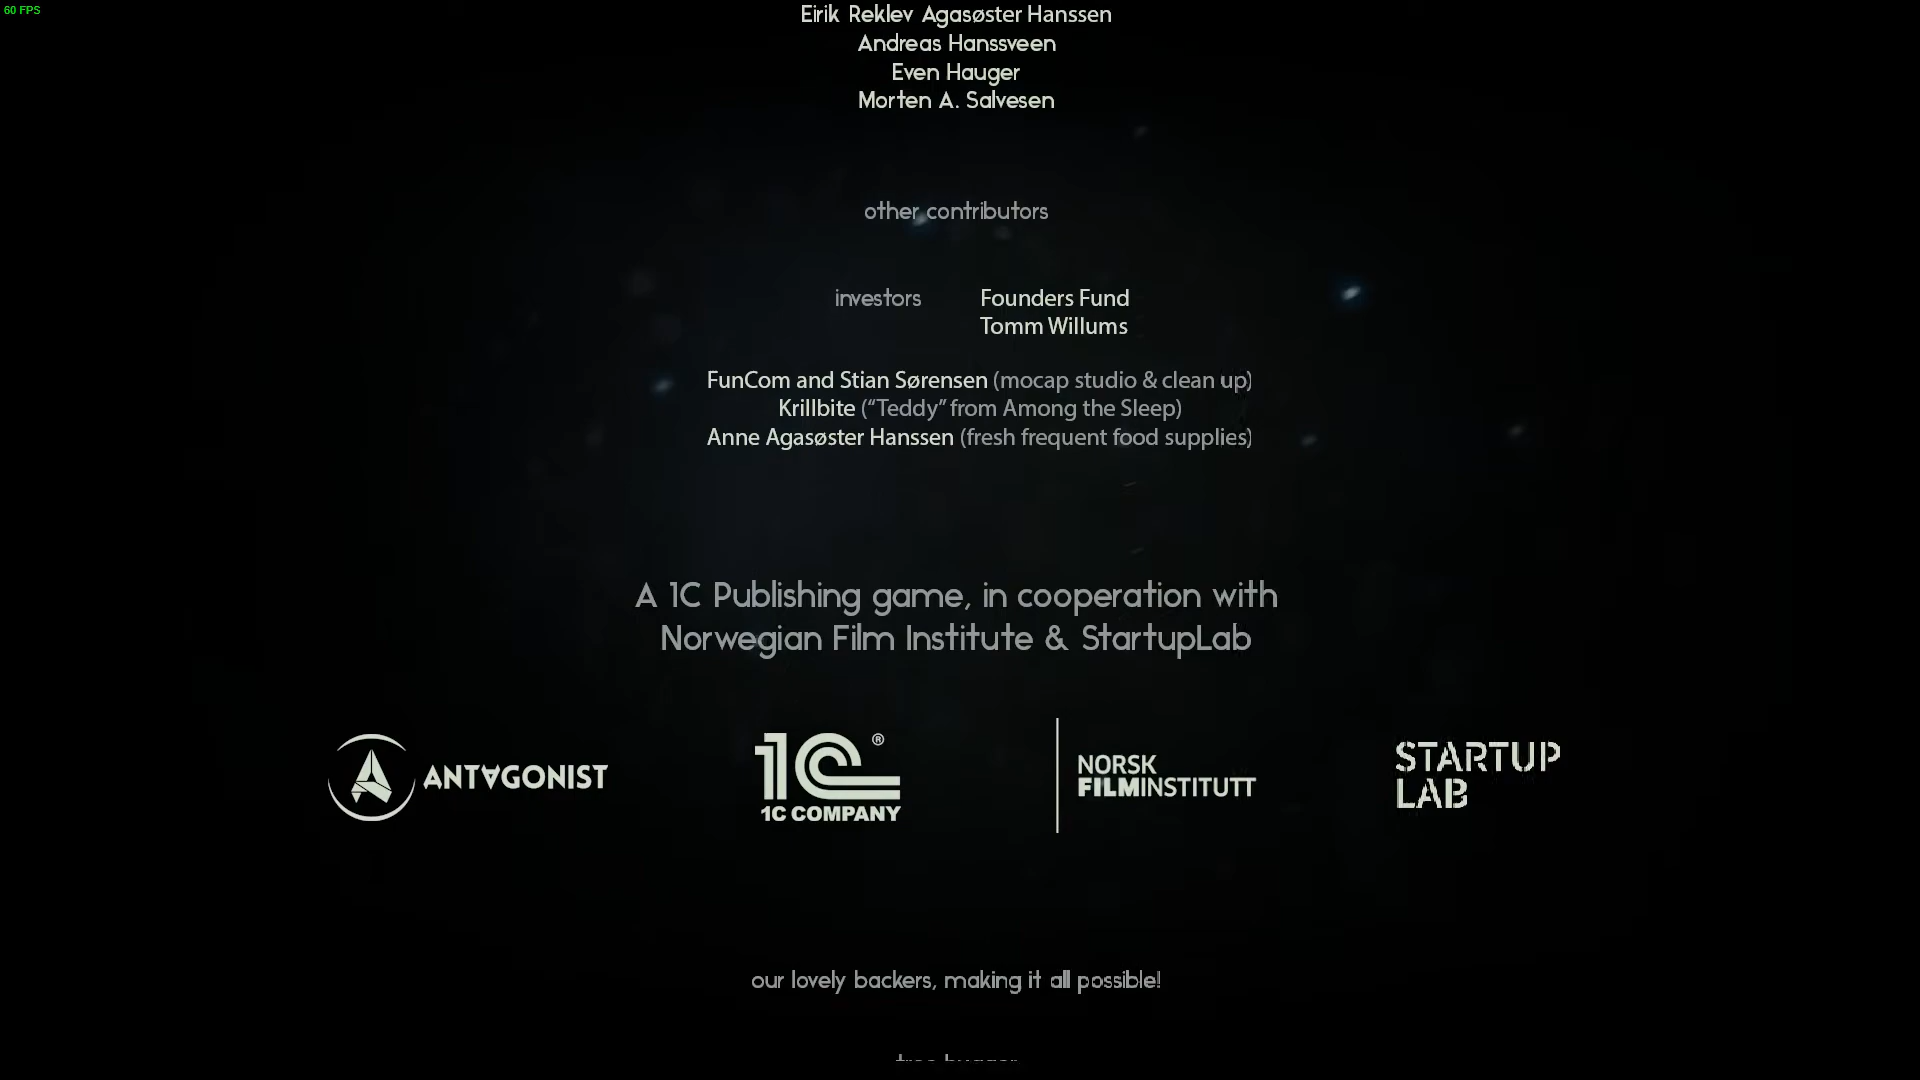 60 FPS
Eirik Reklev Agasøster Hanssen
Andreas Hanssveen
Even Hauger
Morten A. Salvesen
other contributors
investors Founders Fund
Tomm Willums
FunCom and Stian Sørensen (mocap studio & clean up)
Krillbite (“Teddy” from Among the Sleep)
Anne Agasøster Hanssen (fresh frequent food supplies)
A 1C Publishing game, in cooperation with
Norwegian Film Institute & StartupLab
ANTAGONIST
1C ®
1C COMPANY
NORSK
FILMINSTITUTT
STARTUP
LAB
our lovely backers, making it all possible!